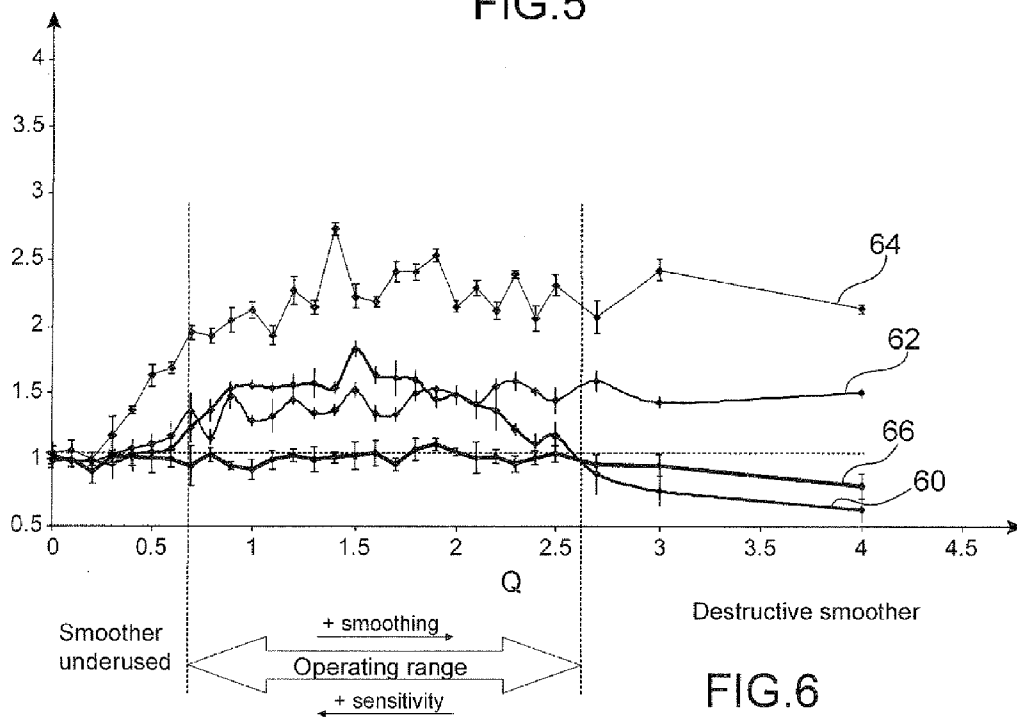 FIG.5
4
3.5
3
2.5
2
1.5
1
0.5
64
62
66
60
0 0.5 1 1.5 2 2.5 3 3.5 4 4.5
Q
Smoother
underused
+ smoothing
Operating range
+ sensitivity
Destructive smoother
FIG.6